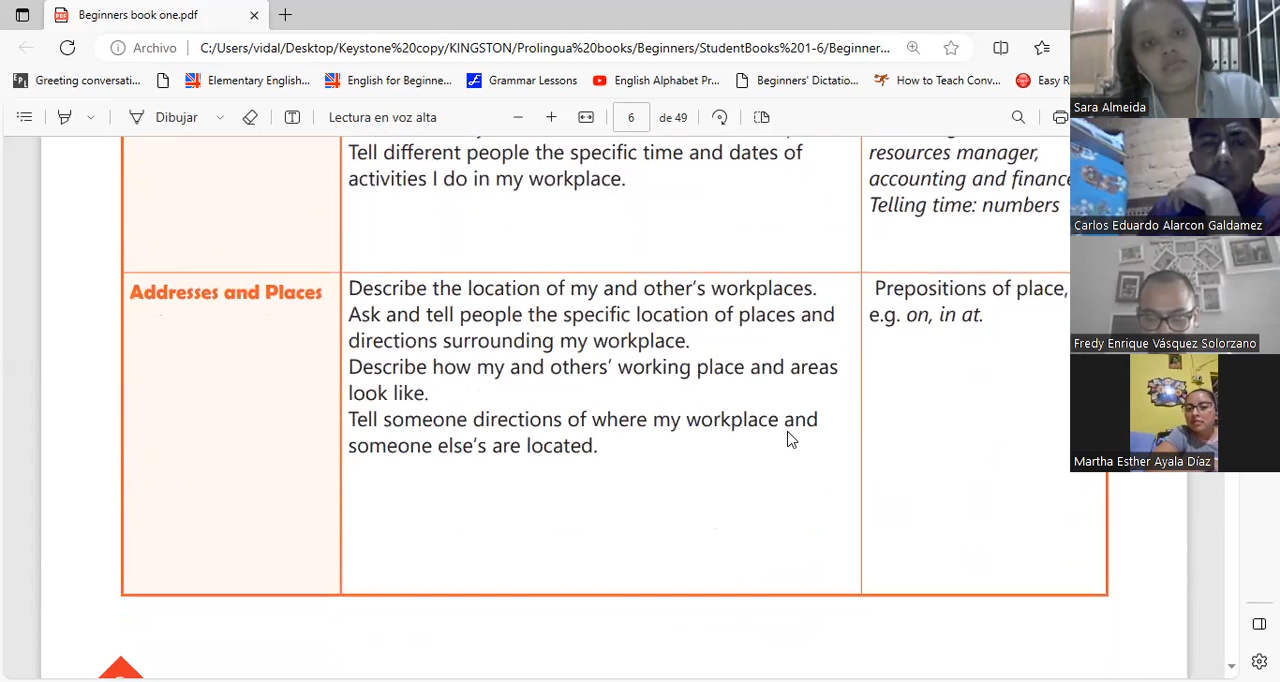 Beginners book one.pdf
Archivo
C:/Users/vidal/Desktop/Keystone%20copy/KINGSTON/Prolingua%20books/Beginners/StudentBooks%201-6/Beginner...
Greeting conversati...
Elementary English...
English for Beginne...
Grammar Lessons
English Alphabet Pr...
Beginners' Dictatio...
How to Teach Conv...
Easy R
Dibujar
Lectura en voz alta
6
de 49
Tell different people the specific time and dates of
activities I do in my workplace.
resources manager,
accounting and finance
Telling time: numbers
Addresses and Places
Describe the location of my and other's workplaces.
Ask and tell people the specific location of places and
directions surrounding my workplace.
Describe how my and others' working place and areas
look like.
Tell someone directions of where my workplace and
someone else's are located.
Prepositions of place,
e.g. on, in at.
Sara Almeida
Carlos Eduardo Alarcon Galdamez
Fredy Enrique Vásquez Solorzano
Martha Esther Ayala Díaz